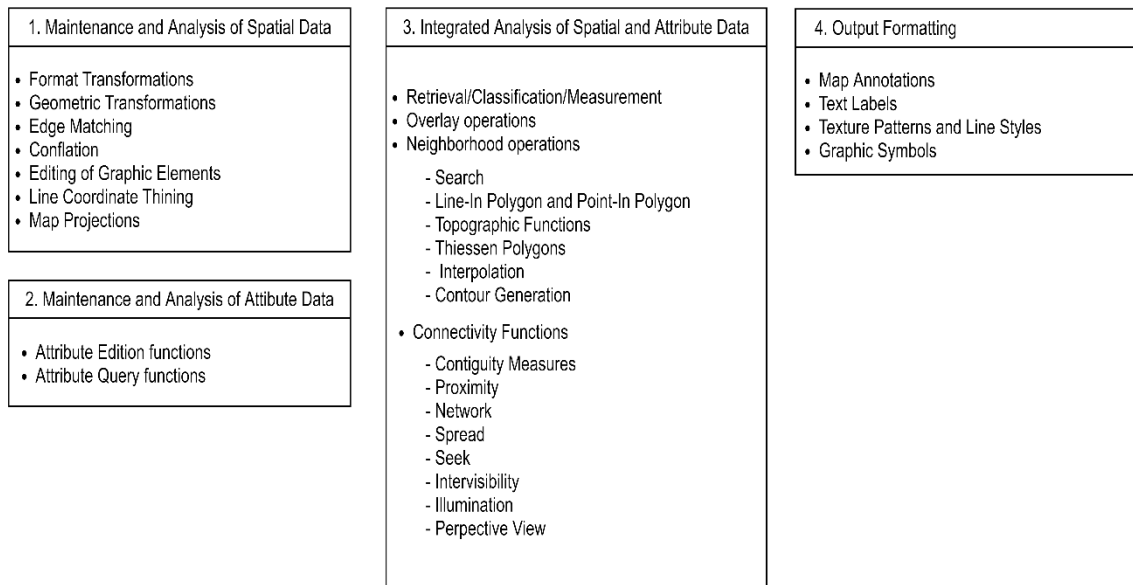 1. Maintenance and Analysis of Spatial Data
• Format Transformations
• Geometric Transformations
• Edge Matching
• Conflation
• Editing of Graphic Elements
• Line Coordinate Thining
• Map Projections
2. Maintenance and Analysis of Attibute Data
• Attribute Edition functions
• Attribute Query functions
3. Integrated Analysis of Spatial and Attribute Data
• Retrieval/Classification/Measurement
• Overlay operations
• Neighborhood operations
- Search
- Line-In Polygon and Point-In Polygon
- Topographic Functions
- Thiessen Polygons
- Interpolation
- Contour Generation
• Connectivity Functions
- Contiguity Measures
- Proximity
- Network
- Spread
- Seek
- Intervisibility
- Illumination
- Perpective View
4. Output Formatting
• Map Annotations
• Text Labels
• Texture Patterns and Line Styles
• Graphic Symbols